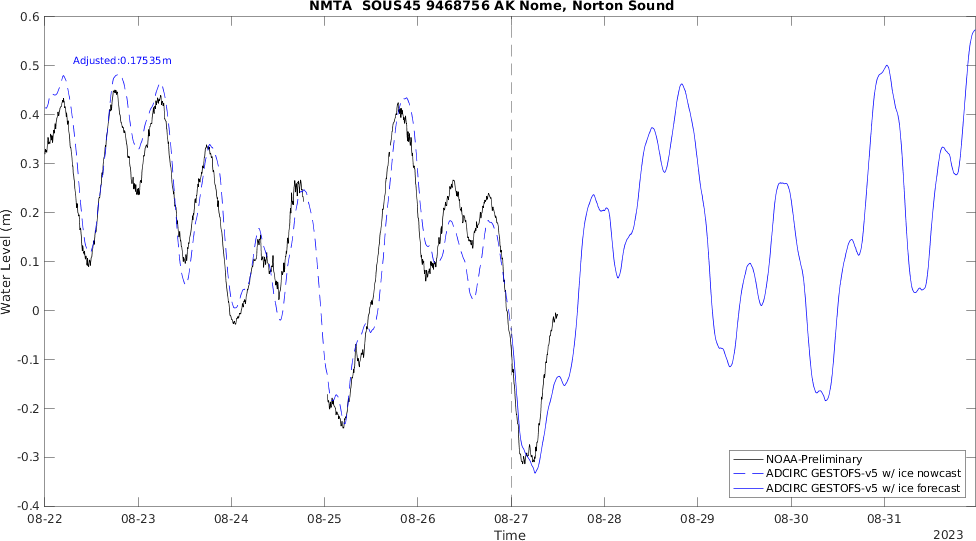 NMTA SOUS45 9468756 AK Nome, Norton Sound
0.6
Adjusted:0.17535m
0.5
0.4
0.3
0.2
0.1
0
-0.1
-0.2
-0.3
-0.4
Water Level (m)
NOAA-Preliminary
ADCIRC GESTOFS-v5 w/ ice nowcast
ADCIRC GESTOFS-v5 w/ ice forecast
08-22 08-23 08-24 08-25 08-26 08-27 08-28 08-29 08-30 08-31
Time
2023